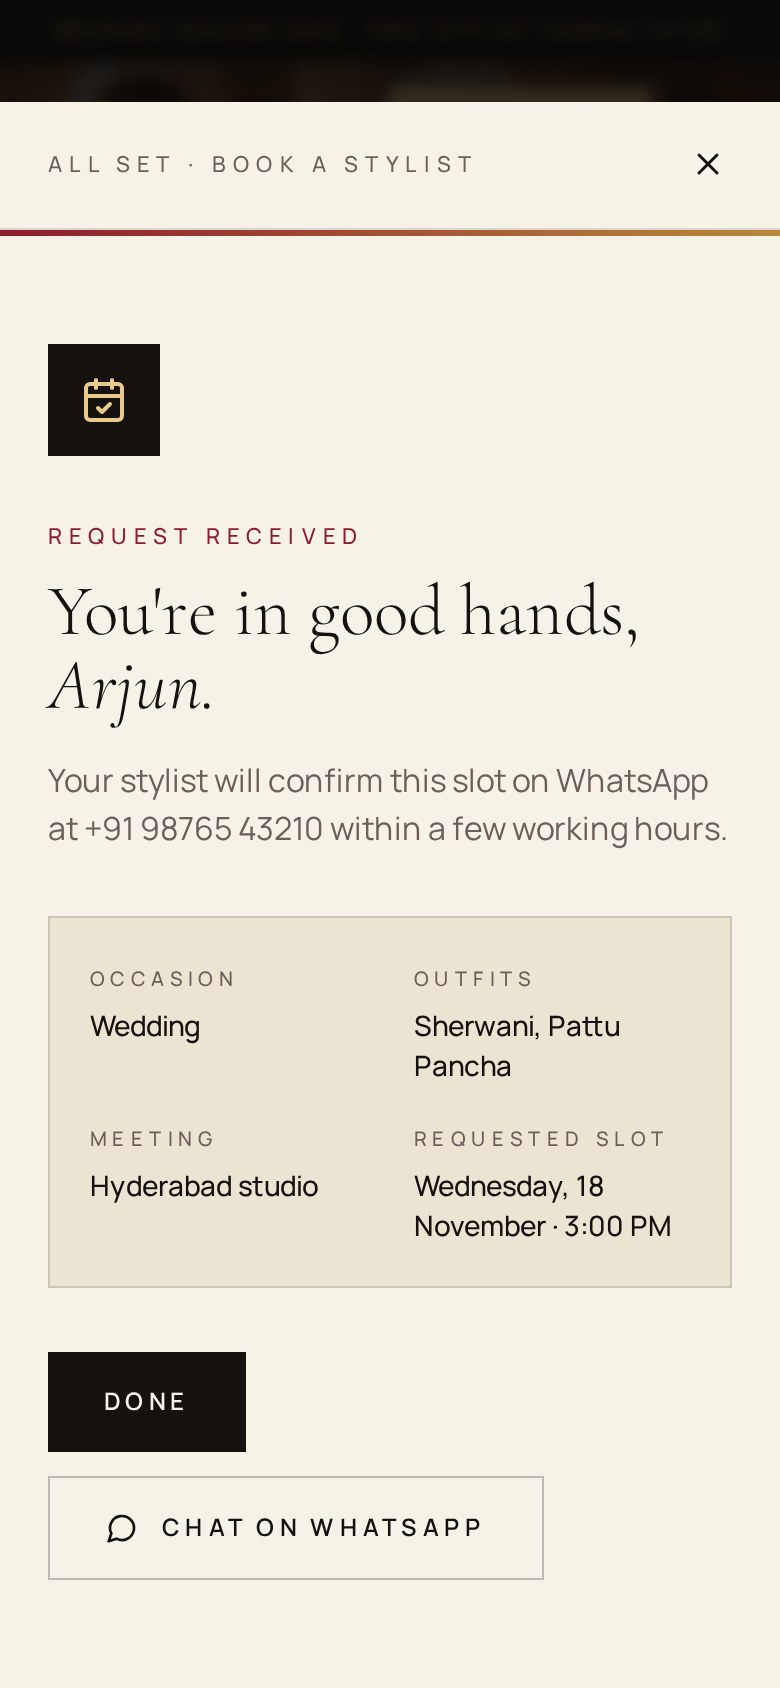 ALL SET · BOOK A STYLIST
REQUEST RECEIVED
You're in good hands,
Arjun.
Your stylist will confirm this slot on WhatsApp
at +91 98765 43210 within a few working hours.
OCCASION
Wedding
OUTFITS
Sherwani, Pattu
Pancha
MEETING
Hyderabad studio
REQUESTED SLOT
Wednesday, 18
November · 3:00 PM
DONE
CHAT ON WHATSAPP